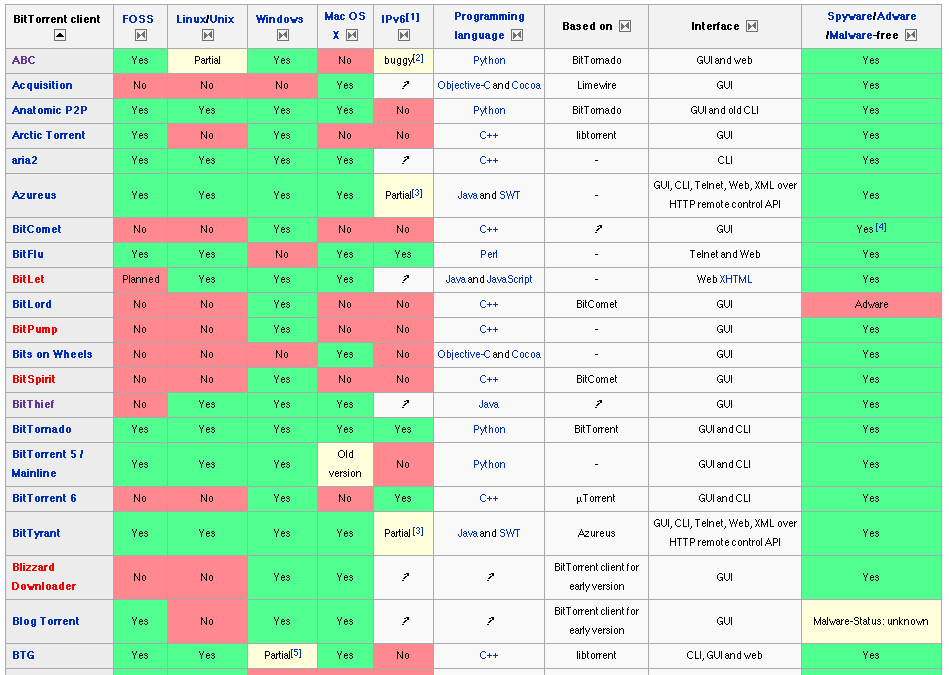 BitTorrent client FOSS Linux/Unix Windows Mac OS X IPv6[1] Programming language Based on Interface Spyware/Adware/Malware-free
ABC Yes Partial Yes No buggy[2] Python BitTornado GUI and web Yes
Acquisition No No No Yes ? Objective-C and Cocoa Limewire GUI Yes
Anatomic P2P Yes Yes Yes Yes No Python BitTornado GUI and old CLI Yes
Arctic Torrent Yes No Yes No No C++ libtorrent GUI Yes
aria2 Yes Yes Yes Yes ? C++ - CLI Yes
Azureus Yes Yes Yes Yes Partial[3] Java and SWT - GUI, CLI, Telnet, Web, XML over HTTP remote control API Yes
BitComet No No Yes No No C++ ? GUI Yes[4]
BitFlu Yes Yes No Yes Yes Perl - Telnet and Web Yes
BitLet Planned Yes Yes Yes ? Java and JavaScript - Web XHTML Yes
BitLord No No Yes No No C++ BitComet GUI Adware
BitPump No No Yes No No C++ - GUI Yes
Bits on Wheels No No No Yes No Objective-C and Cocoa - GUI Yes
BitSpirit No No Yes No No C++ BitComet GUI Yes
BitThief No Yes Yes Yes ? Java ? GUI Yes
BitTornado Yes Yes Yes Yes Yes Python BitTorrent GUI and CLI Yes
BitTorrent 5 / Mainline Yes Yes Yes Old version No Python - GUI and CLI Yes
BitTorrent 6 No No Yes No Yes C++ µTorrent GUI and CLI Yes
BitTyrant Yes Yes Yes Yes Partial[3] Java and SWT Azureus GUI, CLI, Telnet, Web, XML over HTTP remote control API Yes
Blizzard Downloader No No Yes Yes ? ? BitTorrent client for early version GUI Yes
Blog Torrent Yes No Yes Yes ? ? BitTorrent client for early version GUI Malware-Status: unknown
BTG Yes Yes Partial[5] Yes No C++ libtorrent CLI, GUI and web Yes